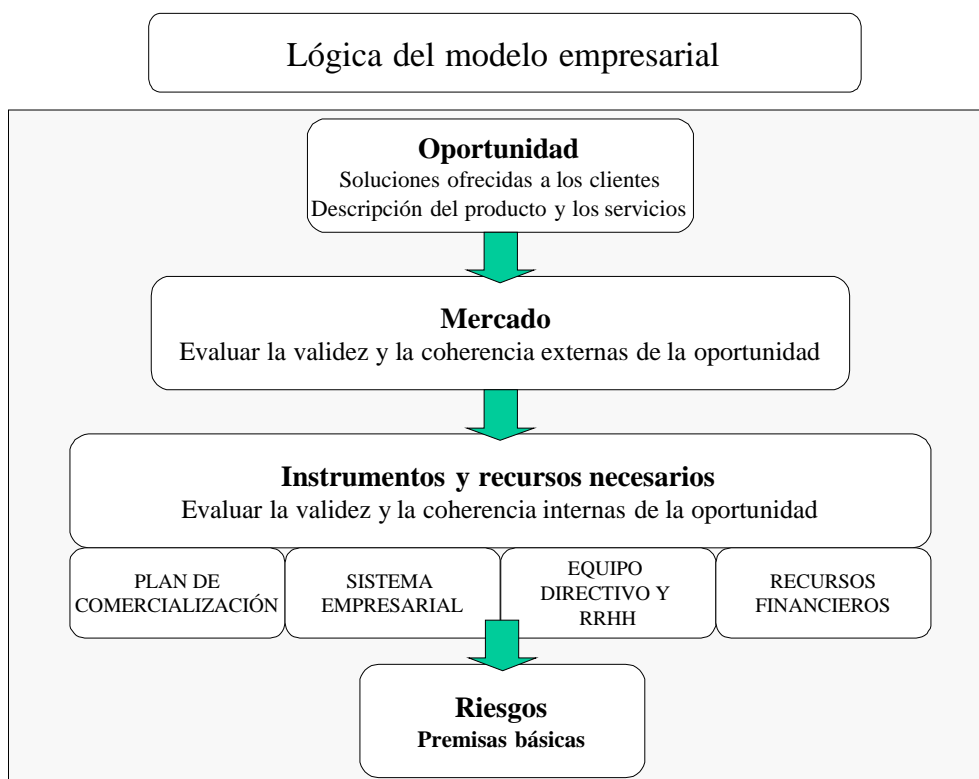 Lógica del modelo empresarial
Oportunidad
Soluciones ofrecidas a los clientes
Descripción del producto y los servicios
Mercado
Evaluar la validez y la coherencia externas de la oportunidad
Instrumentos y recursos necesarios
Evaluar la validez y la coherencia internas de la oportunidad
PLAN DE
COMERCIALIZACIÓN
SISTEMA
EMPRESARIAL
EQUIPO
DIRECTIVO Y
RRHH
RECURSOS
FINANCIEROS
Riesgos
Premisas básicas